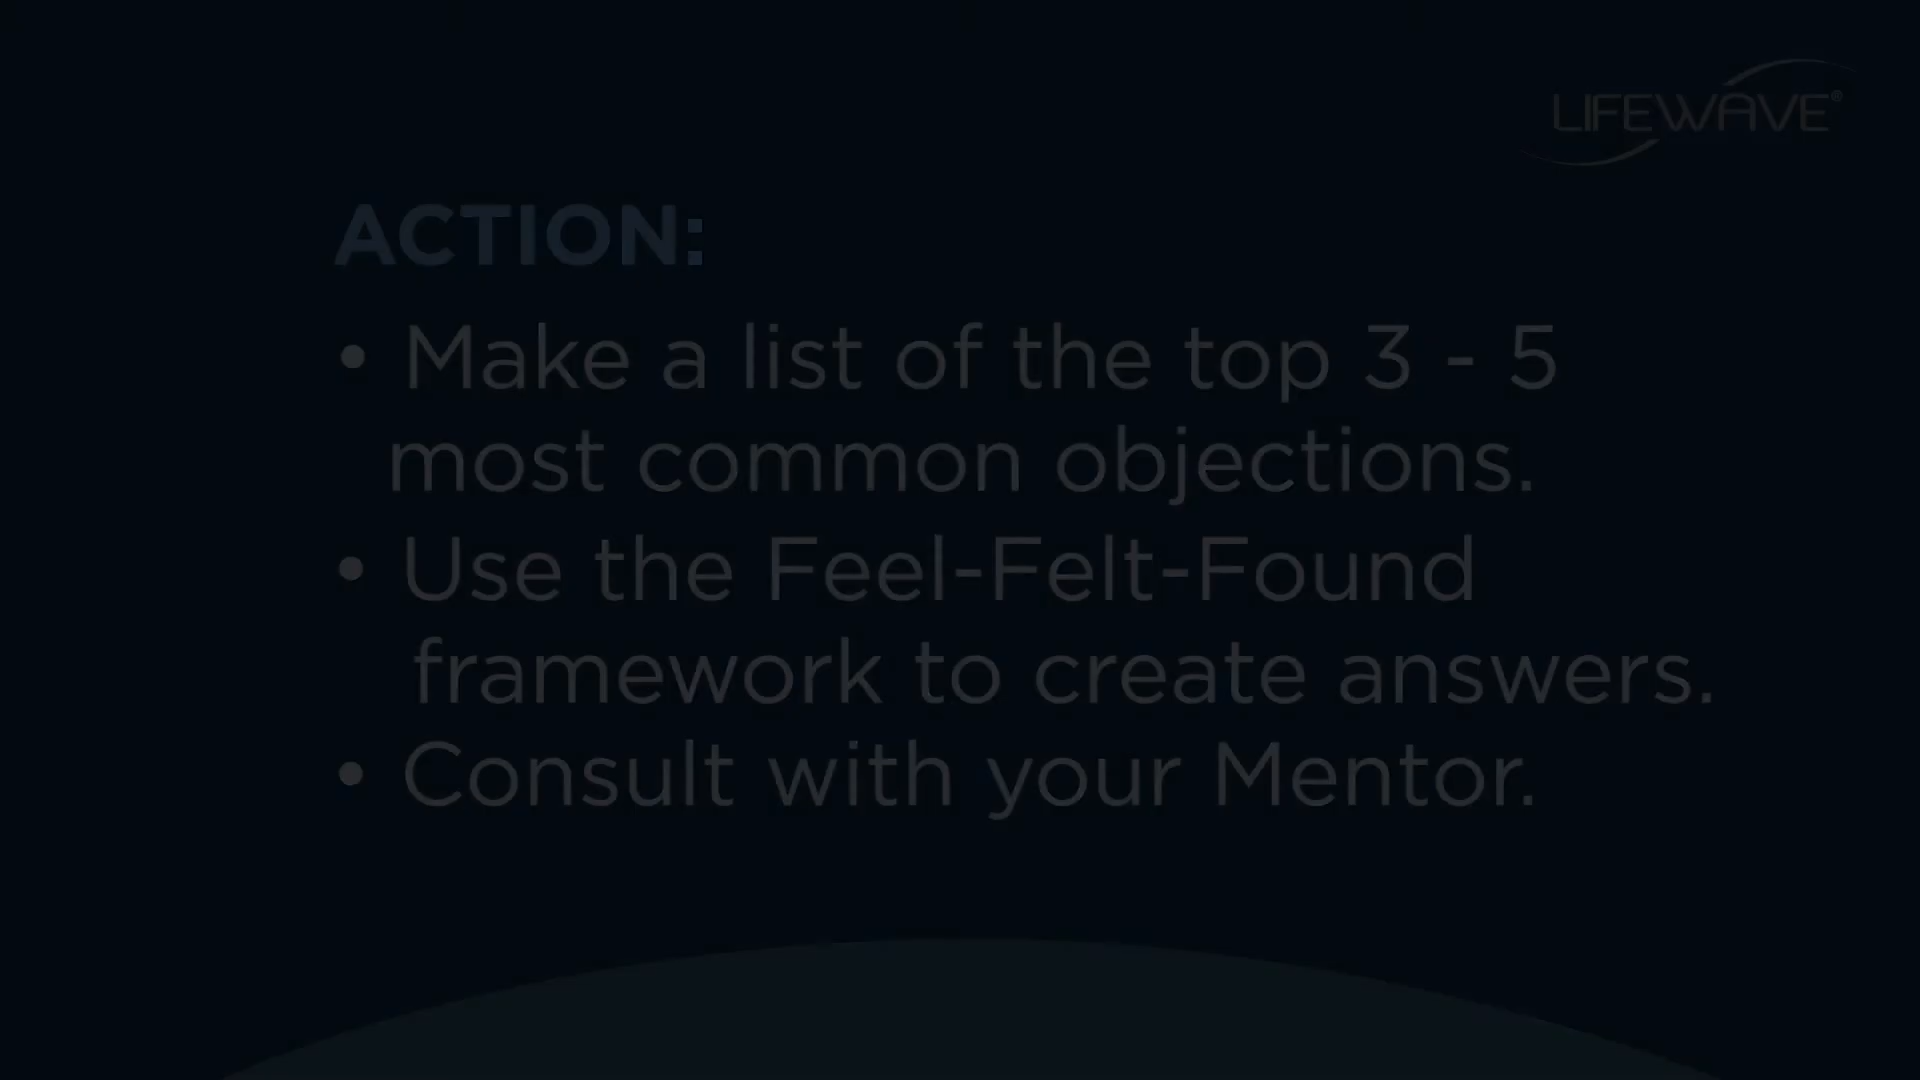 LIFEWAVE®
ACTION:
• Make a list of the top 3 - 5
most common objections.
• Use the Feel-Felt-Found
framework to create answers.
• Consult with your Mentor.